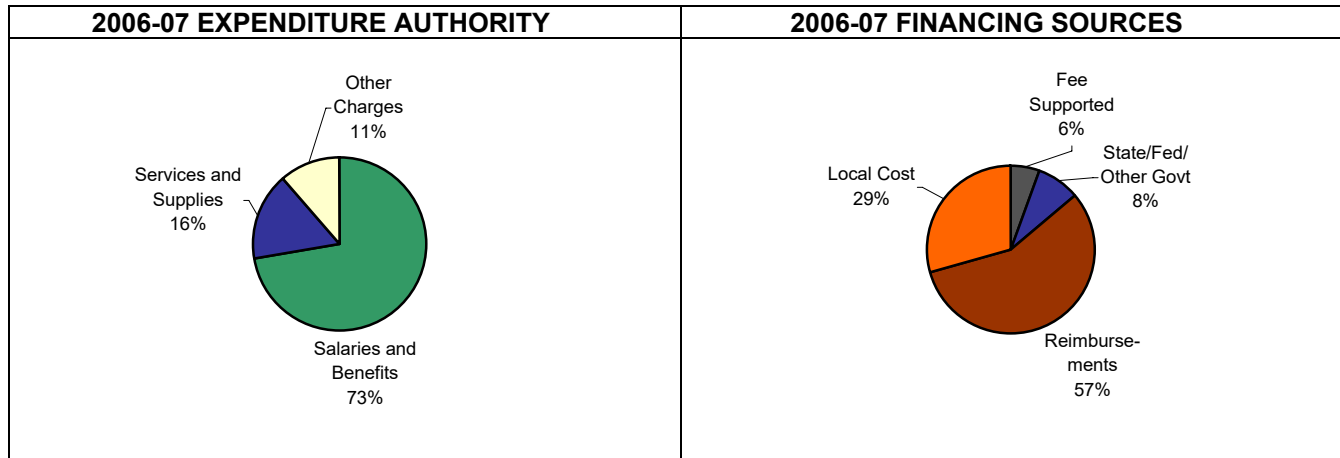 2006-07 EXPENDITURE AUTHORITY
Other
Charges
11%
Services and
Supplies
16%
Salaries and
Benefits
73%
2006-07 FINANCING SOURCES
Fee
Supported
6%
State/Fed/
Other Govt
8%
Local Cost
29%
Reimburse-
ments
57%